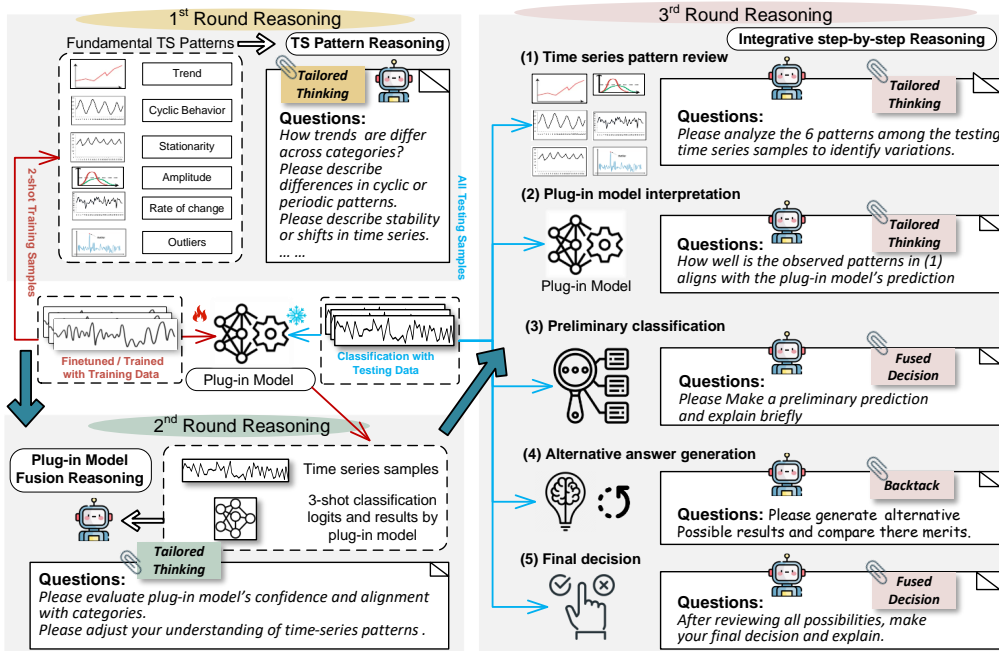 1st Round Reasoning
Fundamental TS Patterns
TS Pattern Reasoning
Trend
Cyclic Behavior
Stationarity
Amplitude
Rate of change
Outliers
Tailored
Thinking
Questions:
How trends are differ
across categories?
Please describe
differences in cyclic or
periodic patterns.
Please describe stability
or shifts in time series.
... ...
2-shot Training Samples
All Testing Samples
Finetuned / Trained
with Training Data
Plug-in Model
Classification with
Testing Data
2nd Round Reasoning
Plug-in Model
Fusion Reasoning
Time series samples
3-shot classification
logits and results by
plug-in model
Tailored
Thinking
Questions:
Please evaluate plug-in model's confidence and alignment
with categories.
Please adjust your understanding of time-series patterns .
3rd Round Reasoning
Integrative step-by-step Reasoning
(1) Time series pattern review
Tailored
Thinking
Questions:
Please analyze the 6 patterns among the testing
time series samples to identify variations.
(2) Plug-in model interpretation
Plug-in Model
Tailored
Thinking
Questions:
How well is the observed patterns in (1)
aligns with the plug-in model's prediction
(3) Preliminary classification
Fused
Decision
Questions:
Please Make a preliminary prediction
and explain briefly
(4) Alternative answer generation
Backtack
Questions: Please generate alternative
Possible results and compare there merits.
(5) Final decision
Fused
Decision
Questions:
After reviewing all possibilities, make
your final decision and explain.